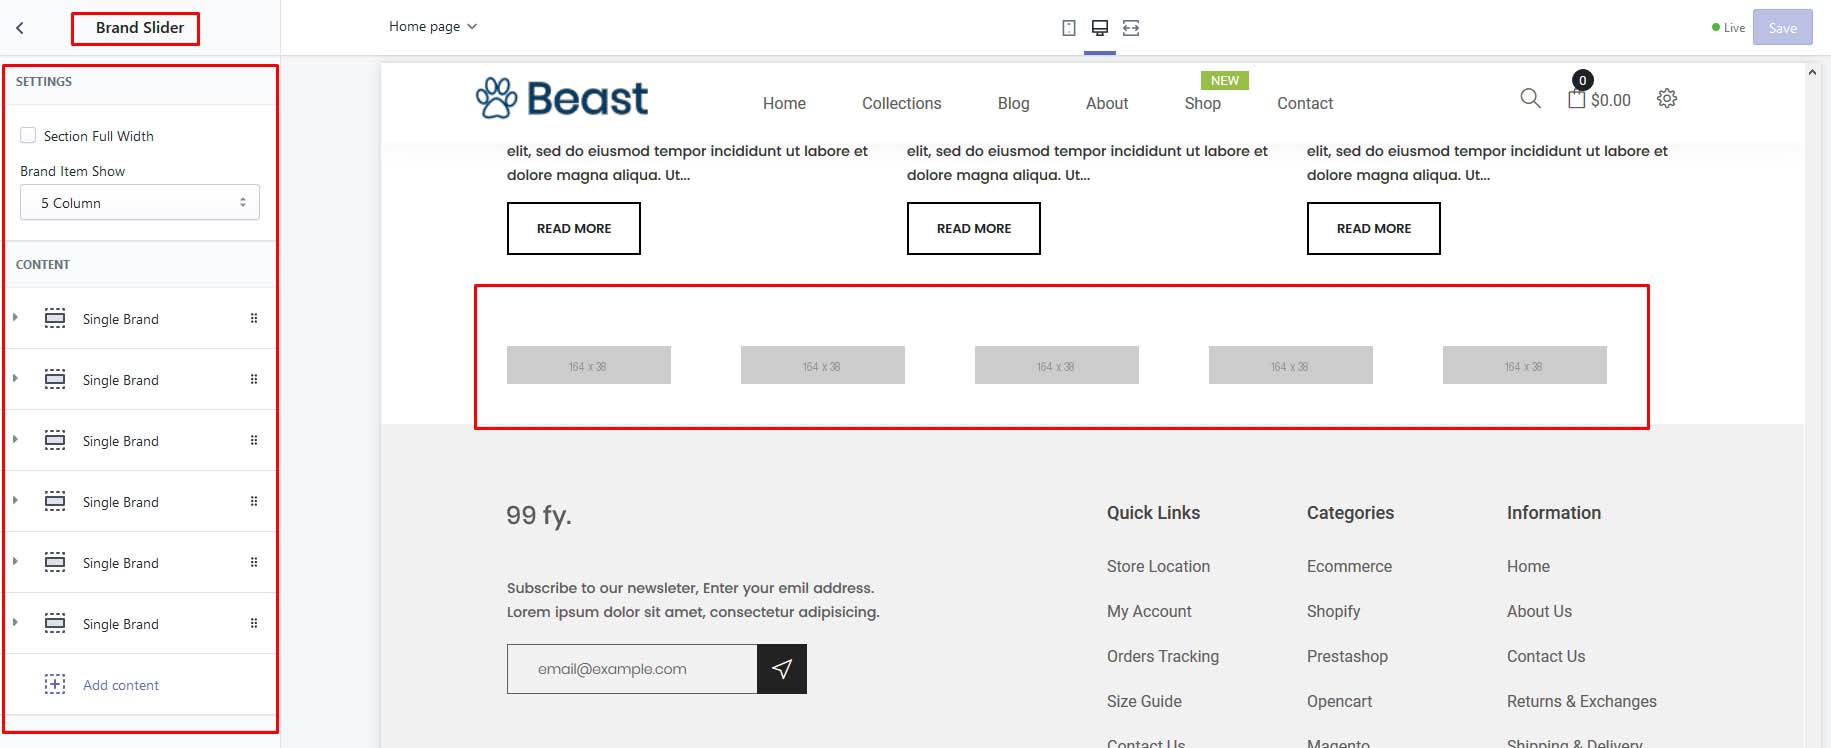 Brand Slider
Home page
Live
Save
SETTINGS
Section Full Width
Brand Item Show
5 Column
CONTENT
Single Brand
Single Brand
Single Brand
Single Brand
Single Brand
Single Brand
Add content
Beast
Home
Collections
Blog
About
NEW
Shop
Contact
0
$0.00
elit, sed do eiusmod tempor incididunt ut labore et
dolore magna aliqua. Ut...
READ MORE
elit, sed do eiusmod tempor incididunt ut labore et
dolore magna aliqua. Ut...
READ MORE
elit, sed do eiusmod tempor incididunt ut labore et
dolore magna aliqua. Ut...
READ MORE
164 x 38
164 x 38
164 x 38
164 x 38
164 x 38
99 fy.
Subscribe to our newsleter, Enter your emil address.
Lorem ipsum dolor sit amet, consectetur adipisicing.
email@example.com
Quick Links
Store Location
My Account
Orders Tracking
Size Guide
Contact Us
Categories
Ecommerce
Shopify
Prestashop
Opencart
Magento
Information
Home
About Us
Contact Us
Returns & Exchanges
Shipping & Delivery